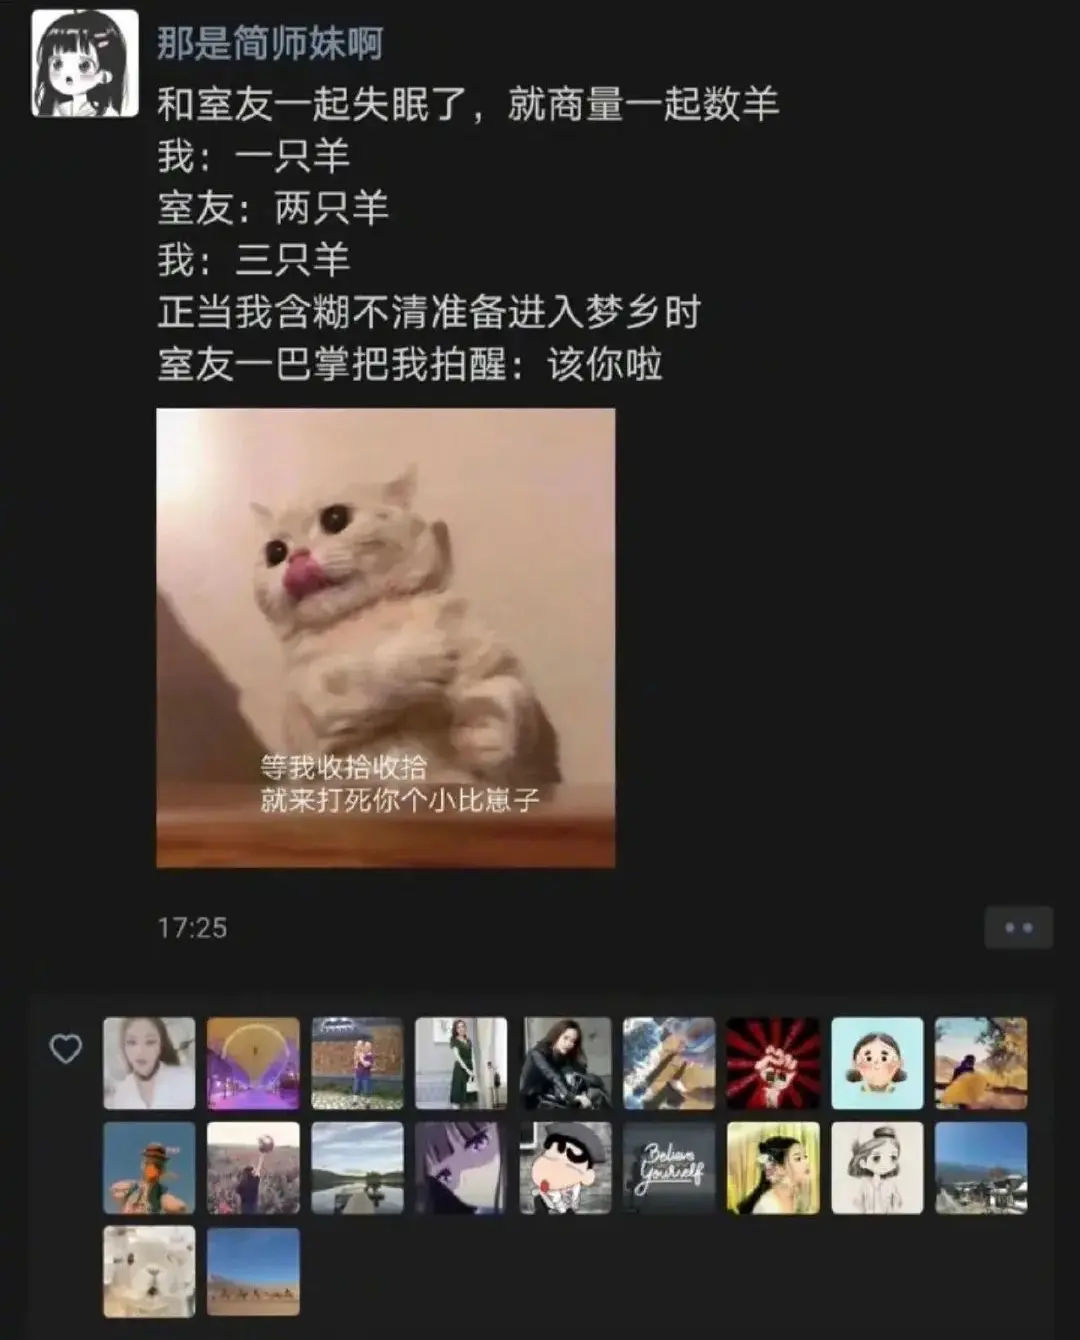 那是简师妹啊
和室友一起失眠了，就商量一起数羊
我：一只羊
室友：两只羊
我：三只羊
正当我含糊不清准备进入梦乡时
室友一巴掌把我拍醒：该你啦
等我收拾收拾
就来打死你个小比崽子
17:25
Believe
Yourself